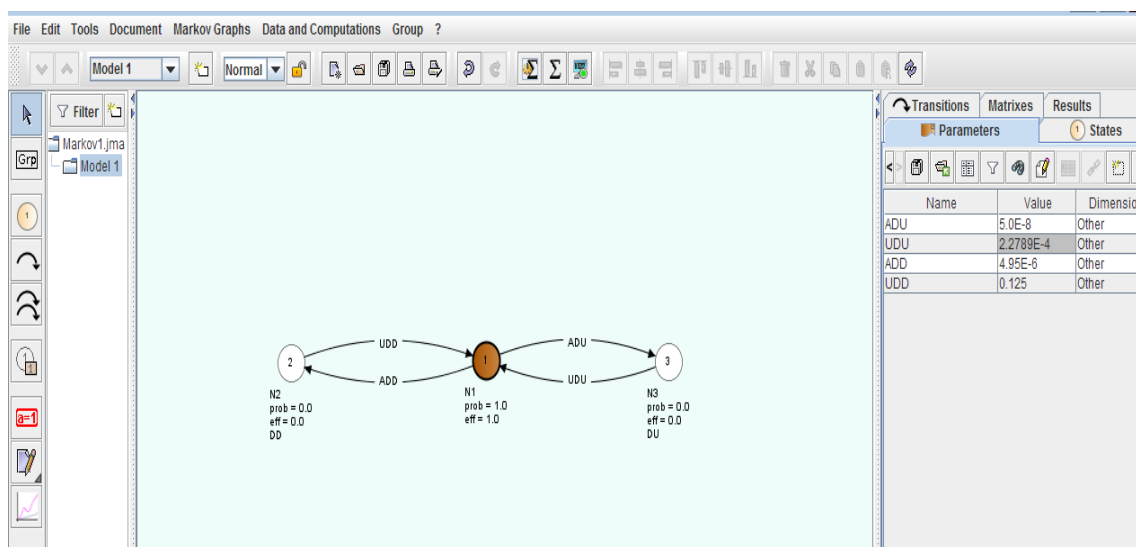 File Edit Tools Document Markov Graphs Data and Computations Group ?
Model 1 Normal
Filter
Markov1.jma
Model 1
Grp
1
1
a=1
Transitions Matrixes Results
Parameters 1 States
Name Value Dimensio
ADU 5.0E-8 Other
UDU 2.2789E-4 Other
ADD 4.95E-6 Other
UDD 0.125 Other
UDD ADU
2 1 3
ADD UDU
N2
prob = 0.0
eff = 0.0
DD
N1
prob = 1.0
eff = 1.0
N3
prob = 0.0
eff = 0.0
DU